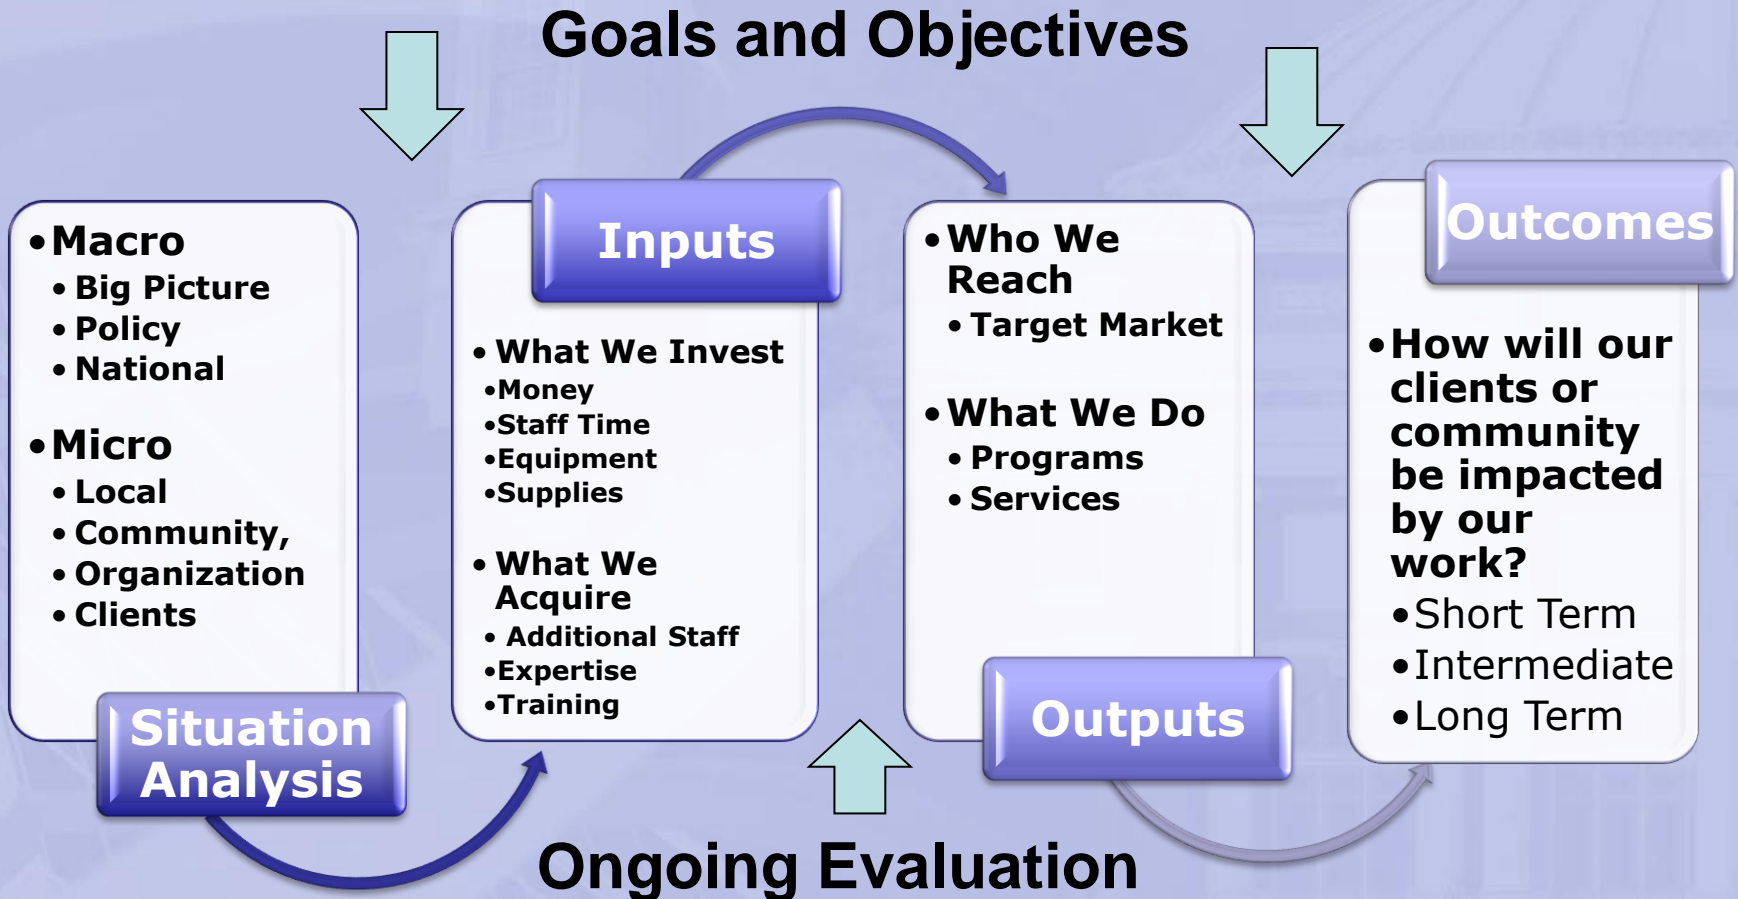 Goals and Objectives
•Macro
• Big Picture
• Policy
• National
•Micro
• Local
• Community,
• Organization
• Clients
Situation
Analysis
Inputs
• What We Invest
•Money
•Staff Time
•Equipment
•Supplies
• What We
Acquire
• Additional Staff
•Expertise
•Training
•Who We
Reach
• Target Market
•What We Do
• Programs
• Services
Outputs
Outcomes
•How will our
clients or
community
be impacted
by our
work?
•Short Term
•Intermediate
•Long Term
Ongoing Evaluation